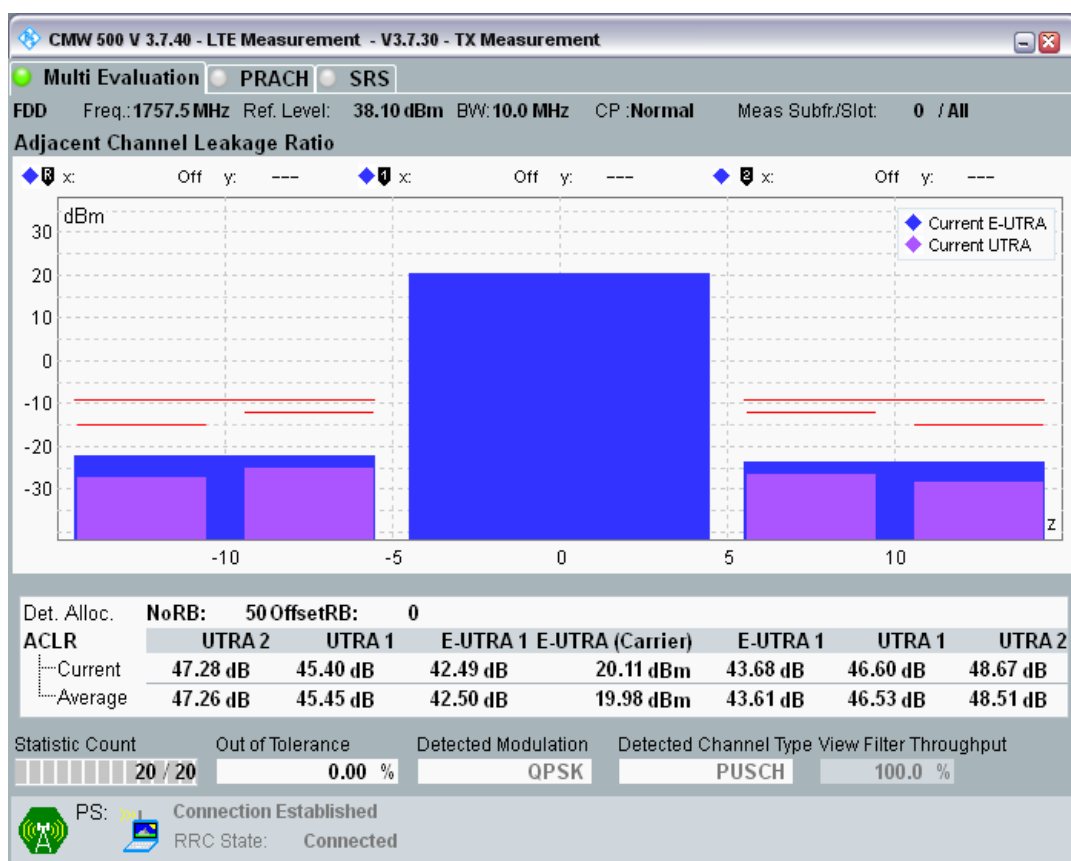 CMW 500 V 3.7.40 - LTE Measurement - V3.7.30 - TX Measurement
Multi Evaluation PRACH SRS
FDD Freq.: 1757.5 MHz Ref. Level: 38.10 dBm BW: 10.0 MHz CP : Normal Meas Subfr./Slot: 0 / All
Adjacent Channel Leakage Ratio
R x: Off y: --- 1 x: Off y: --- 2 x: Off y: ---
dBm
Current E-UTRA
Current UTRA
30
20
10
0
-10
-20
-30
z
-10 -5 0 5 10
Det. Alloc. NoRB: 50 OffsetRB: 0
ACLR UTRA 2 UTRA 1 E-UTRA 1 E-UTRA (Carrier) E-UTRA 1 UTRA 1 UTRA 2
Current 47.28 dB 45.40 dB 42.49 dB 20.11 dBm 43.68 dB 46.60 dB 48.67 dB
Average 47.26 dB 45.45 dB 42.50 dB 19.98 dBm 43.61 dB 46.53 dB 48.51 dB
Statistic Count Out of Tolerance Detected Modulation Detected Channel Type View Filter Throughput
20 / 20 0.00 % QPSK PUSCH 100.0 %
PS: Connection Established
RRC State: Connected